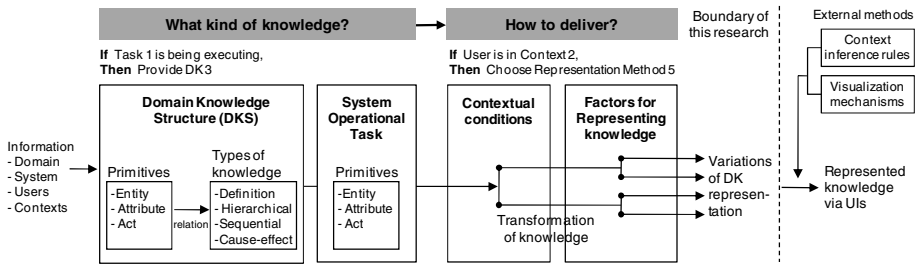 What kind of knowledge?
How to deliver?
Boundary of
this research
External methods
Context
inference rules
Visualization
mechanisms
If Task 1 is being executing,
Then Provide DK3
If User is in Context 2,
Then Choose Representation Method 5
Domain Knowledge
Structure (DKS)
System
Operational
Task
Contextual
conditions
Factors for
Representing
knowledge
Information
- Domain
- System
- Users
- Contexts
Primitives
- Entity
- Attribute
- Act
relation
Types of
knowledge
- Definition
- Hierarchical
- Sequential
- Cause-effect
Primitives
- Entity
- Attribute
- Act
Transformation
of knowledge
Variations
of DK
represen-
tation
Represented
knowledge
via UIs